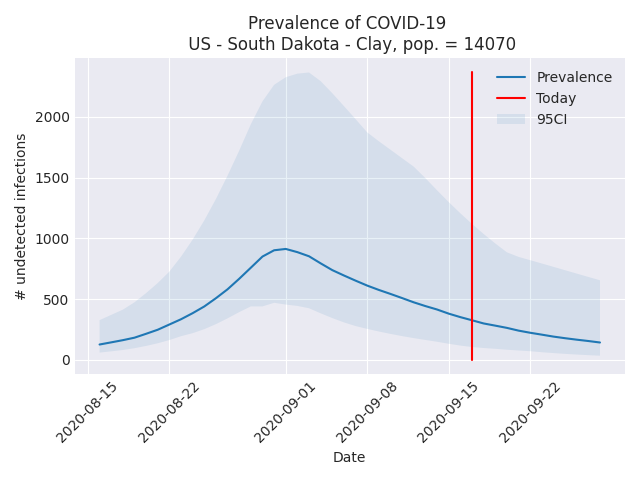 Prevalence of COVID-19
US - South Dakota - Clay, pop. = 14070
Prevalence
Today
95CI
# undetected infections
2000
1500
1000
500
0
2020-08-15
2020-08-22
2020-09-01
2020-09-08
2020-09-15
2020-09-22
Date